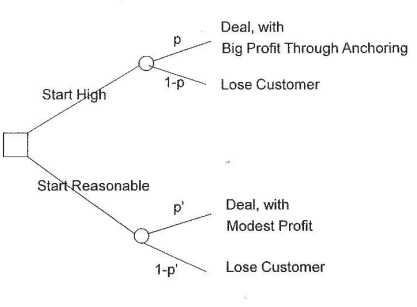 p
Deal, with
Big Profit Through Anchoring
Start High
1-p
Lose Customer
Start Reasonable
p'
Deal, with
Modest Profit
1-p'
Lose Customer